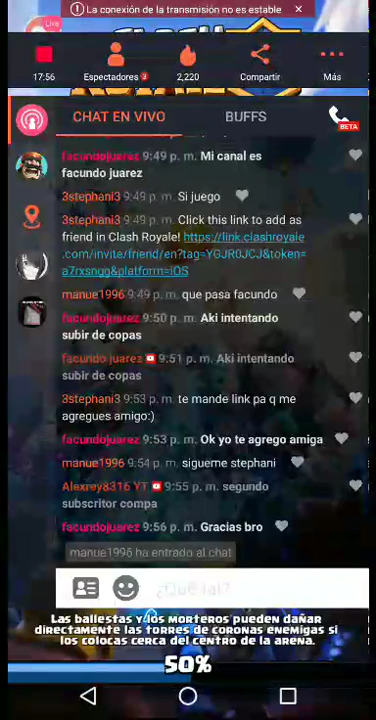 La conexión de la transmisión no es estable
Live
17:56
Espectadores 3
2,220
Compartir
Más
CHAT EN VIVO
BUFFS
BETA
facundojuarez 9:49 p. m. Mi canal es
facundo juarez
3stephani3 9:49 p. m. Si juego
3stephani3 9:49 p. m. Click this link to add as
friend in Clash Royale! https://link.clashroyale
.com/invite/friend/en?tag=YGJR0JCJ&token=
a7rxsngg&platform=iOS
manue1996 9:49 p. m. que pasa facundo
facundojuarez 9:50 p. m. Aki intentando
subir de copas
facundo juarez 9:51 p. m. Aki intentando
subir de copas
3stephani3 9:53 p. m. te mande link pa q me
agregues amigo:)
facundojuarez 9:53 p. m. Ok yo te agrego amiga
manue1996 9:54 p. m. sigueme stephani
Alexrey8316 YT 9:55 p. m. segundo
subscritor compa
facundojuarez 9:56 p. m. Gracias bro
manue1996 ha entrado al chat
¿Qué tal?
Las ballestas y los morteros pueden dañar
directamente las torres de coronas enemigas si
los colocas cerca del centro de la arena.
50%